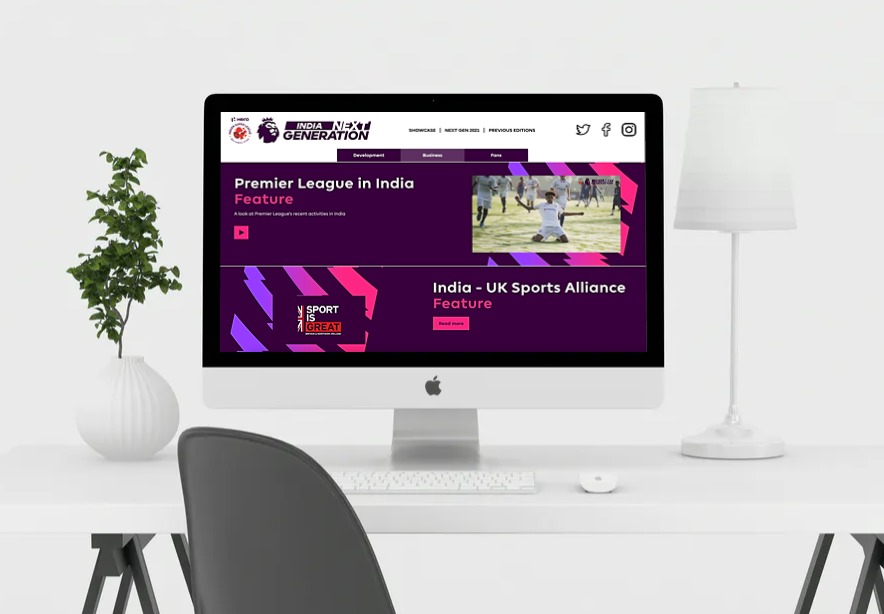 Hero
INDIA NEXT
GENERATION
SHOWCASE | NEXT GEN 2021 | PREVIOUS EDITIONS
Development Business Fans
Premier League in India
Feature
A look at Premier League's recent activities in India
India - UK Sports Alliance
Feature
Read more
SPORT
IS
GREAT